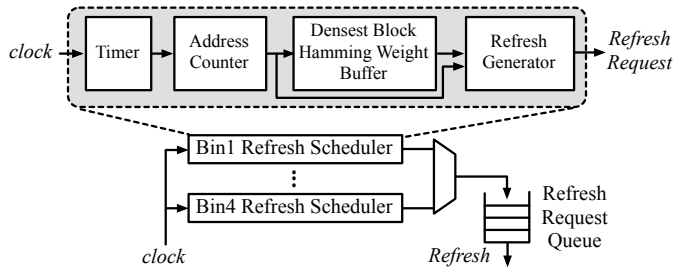 clock
Timer
Address
Counter
Densest Block
Hamming Weight
Buffer
Refresh
Generator
Refresh
Request
Bin1 Refresh Scheduler
...
Bin4 Refresh Scheduler
clock
Refresh
Request
Queue
Refresh